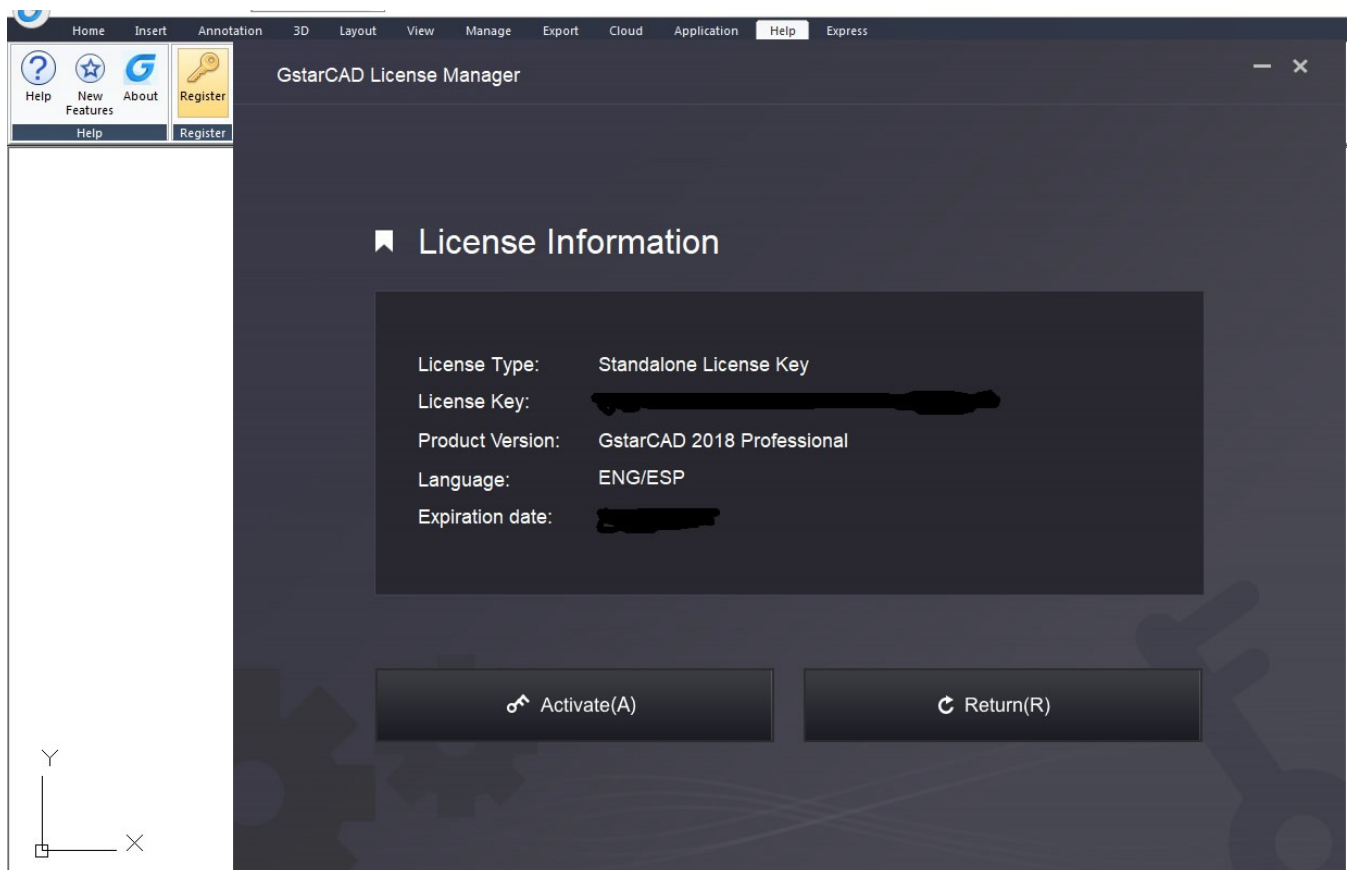 Home Insert Annotation 3D Layout View Manage Export Cloud Application Help Express
Help New Features About Register
Help Register
GstarCAD License Manager
License Information
License Type: Standalone License Key
License Key:
Product Version: GstarCAD 2018 Professional
Language: ENG/ESP
Expiration date:
Activate(A) Return(R)
Y
X